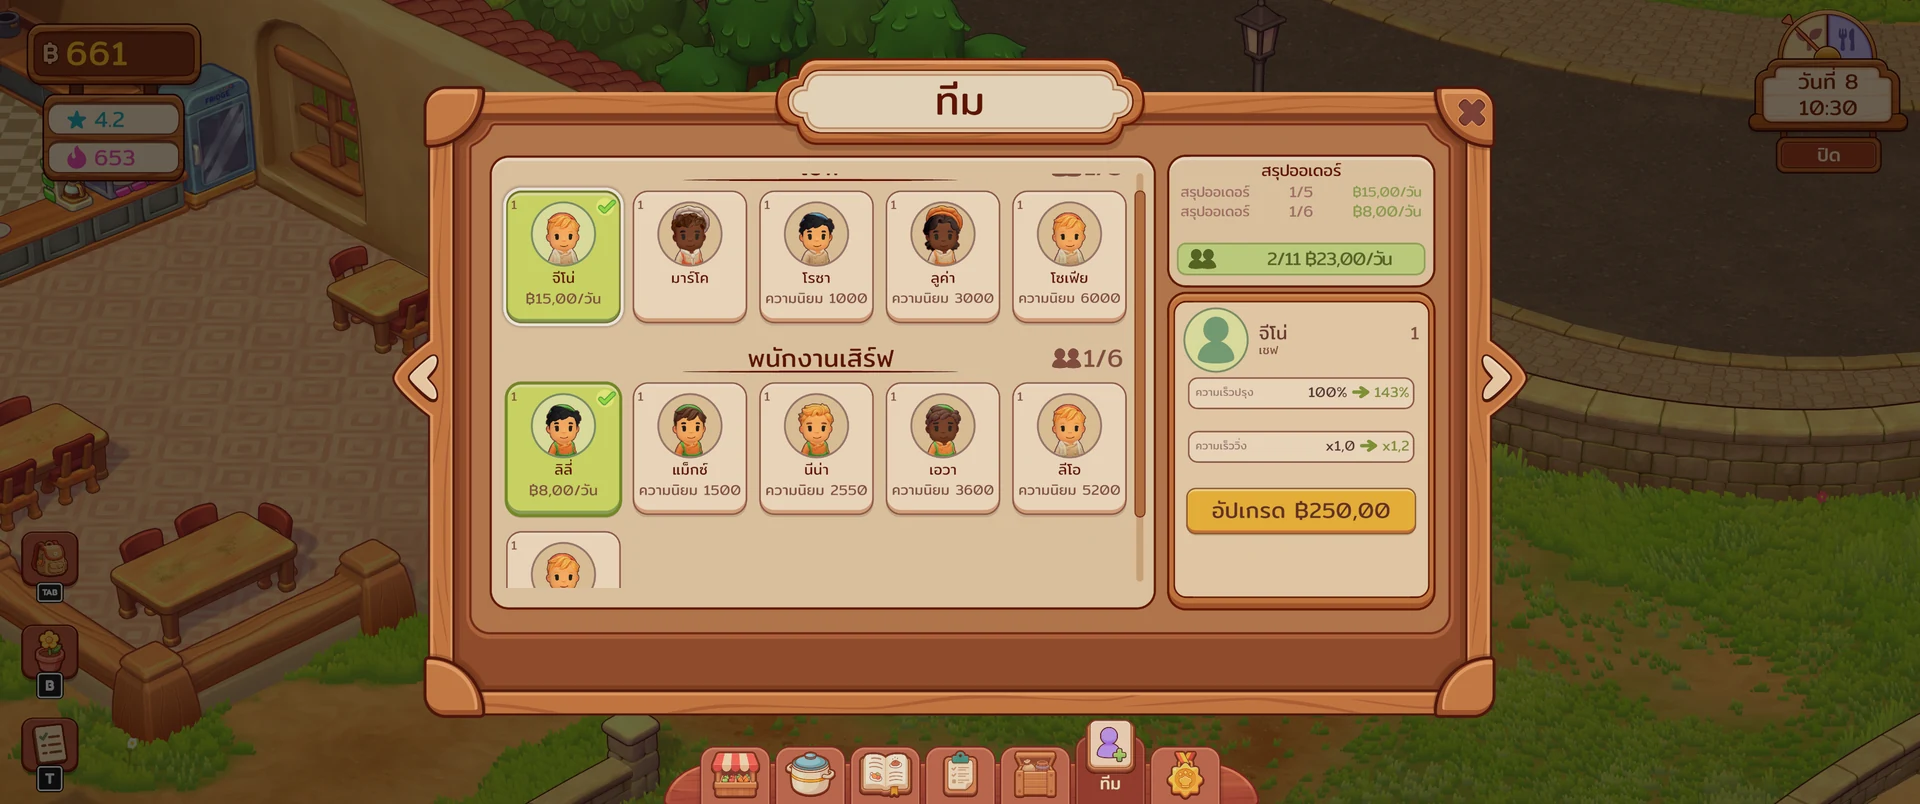 ฿ 661
4.2
653
ทีม
วันที่ 8
10:30
ปิด
1
จีโน่
฿15,00/วัน
1
มาร์โค
1
โรซา
ความนิยม 1000
1
ลูค่า
ความนิยม 3000
1
โซเฟีย
ความนิยม 6000
พนักงานเสิร์ฟ
1/6
1
ลิลี่
฿8,00/วัน
1
แม็กซ์
ความนิยม 1500
1
นีน่า
ความนิยม 2550
1
เอวา
ความนิยม 3600
1
ลีโอ
ความนิยม 5200
1
สรุปออเดอร์
สรุปออเดอร์ 1/5 ฿15,00/วัน
สรุปออเดอร์ 1/6 ฿8,00/วัน
2/11 ฿23,00/วัน
จีโน่ 1
เชฟ
ความเร็วปรุง 100% 143%
ความเร็ววิ่ง x1,0 x1,2
อัปเกรด ฿250,00
TAB
B
T
ทีม